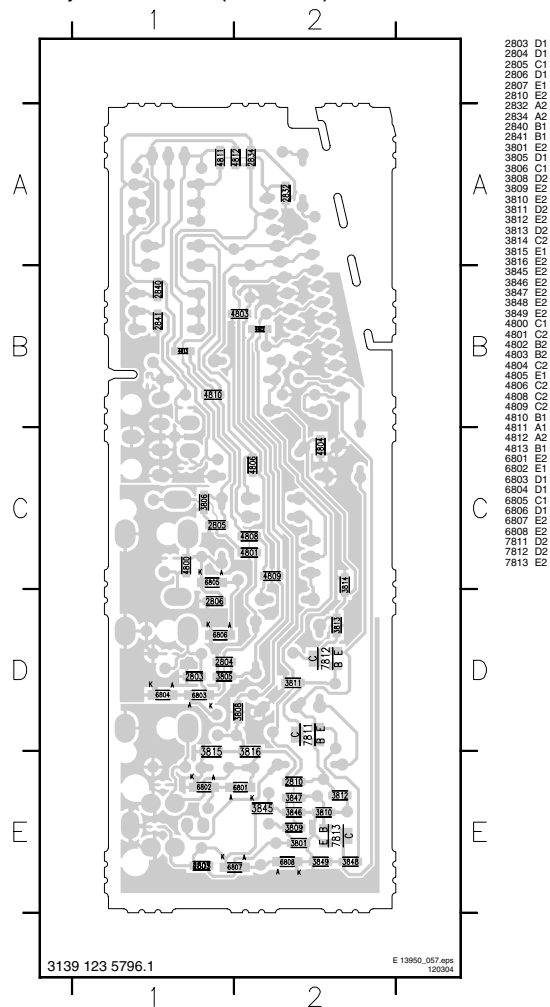 1 2
2803 D1
2804 D1
2805 C1
2806 D1
2807 E1
2810 E2
2832 A2
2834 A2
2840 B1
2841 B1
3801 E2
3805 D1
3806 C1
3808 D2
3809 E2
3810 E2
3811 D2
3812 E2
3813 D2
3814 C2
3815 E1
3816 E2
3845 E2
3846 E2
3847 E2
3848 E2
3849 E2
4800 C1
4801 C2
4802 B2
4803 B2
4804 C2
4805 E1
4806 C2
4808 C2
4809 C2
4810 B1
4811 A1
4812 A2
4813 B1
6801 E2
6802 E1
6803 D1
6804 D1
6805 C1
6806 D1
6807 E2
6808 E2
7811 D2
7812 D2
7813 E2
4811 4812 2834
A A
2832
2840
4803
2841
B B
4810
4804
4806
3806
C C
2805
4808
4801
4800
4809
K A
6805
3814
2806
3813
K A
6806
C 7812 B E
2804
D D
2803 3805
3811
K A
6804 6803
A K
3808
C 7811 B E
3815 3816
K A
6802 6801
A K
2810
3847 3812
3845
3846 3810
3809
E E
E B 7813 C
3801
K A
6807
6808 3849 3848
A K
3139 123 5796.1
E 13950_057.eps
120304
1 2